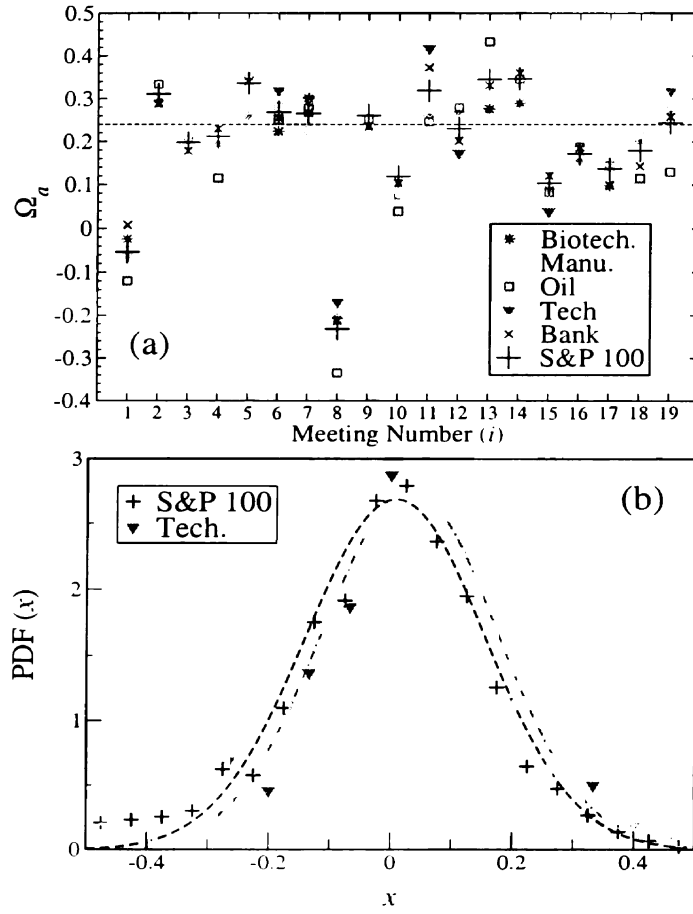 0.5
0.4
0.3
0.2
0.1
0
-0.1
-0.2
-0.3
-0.4
Ωa
(a)
Biotech.
Manu.
Oil
Tech
Bank
S&P 100
1 2 3 4 5 6 7 8 9 10 11 12 13 14 15 16 17 18 19
Meeting Number (i)
3
2
1
0
PDF (x)
S&P 100
Tech.
(b)
-0.4 -0.2 0 0.2 0.4
x